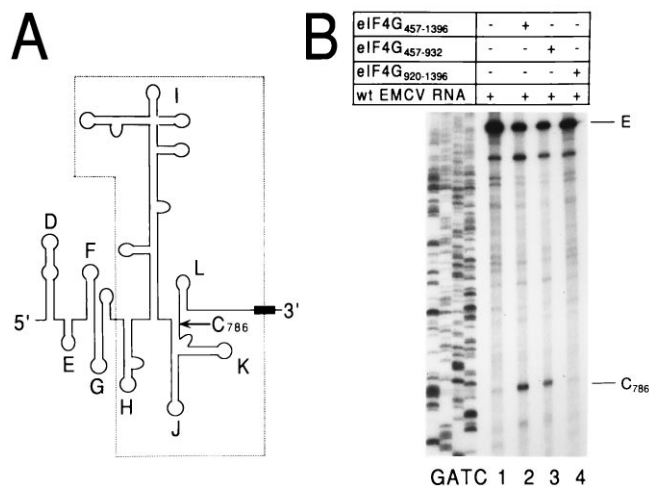 A
I
D
F
L
5'
3'
C786
E
G
H
K
J
B
eIF4G457-1396 - + - -
eIF4G457-932 - - + -
eIF4G920-1396 - - - +
wt EMCV RNA + + + +
E
C786
GATC 1 2 3 4